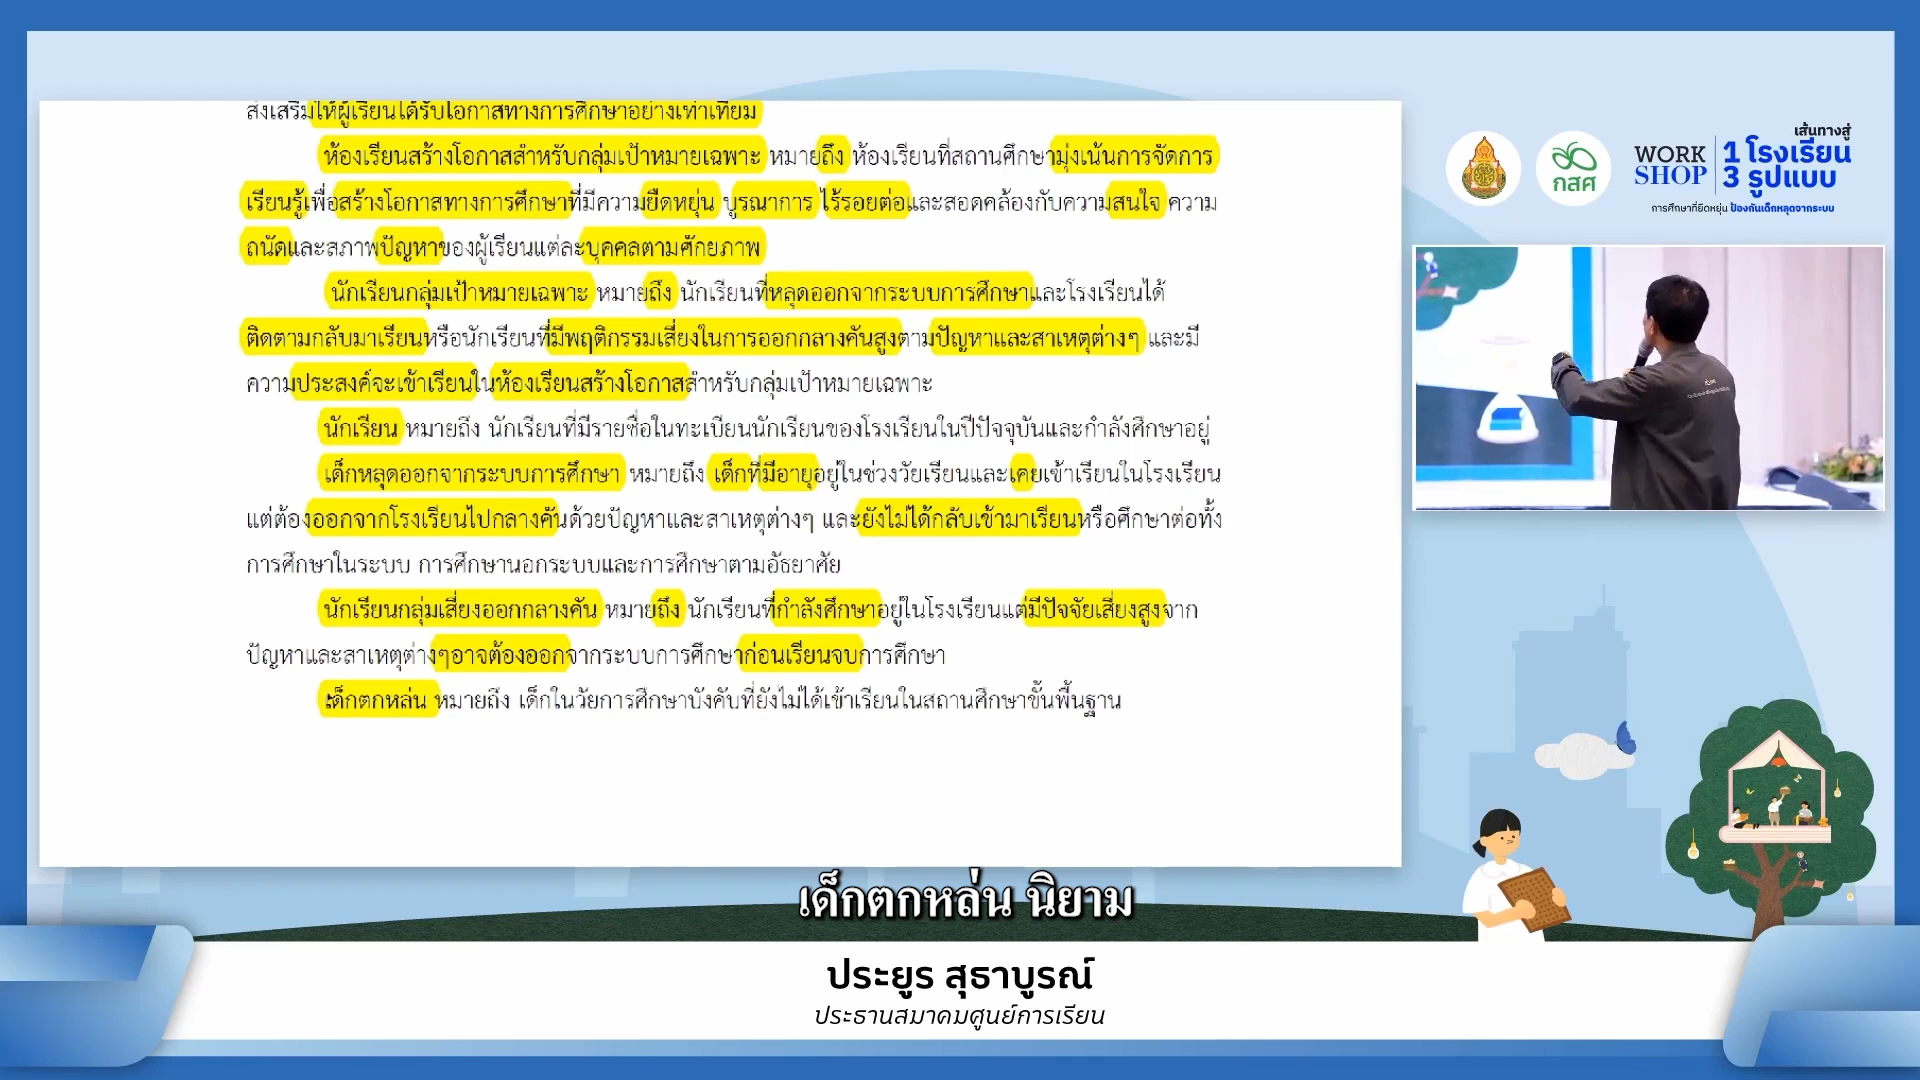 ส่งเสริมให้ผู้เรียนได้รับโอกาสทางการศึกษาอย่างเท่าเทียม
ห้องเรียนสร้างโอกาสสำหรับกลุ่มเป้าหมายเฉพาะ หมายถึง ห้องเรียนที่สถานศึกษามุ่งเน้นการจัดการ
เรียนรู้เพื่อสร้างโอกาสทางการศึกษาที่มีความยืดหยุ่น บูรณาการ ไร้รอยต่อและสอดคล้องกับความสนใจ ความ
ถนัดและสภาพปัญหาของผู้เรียนแต่ละบุคคลตามศักยภาพ
นักเรียนกลุ่มเป้าหมายเฉพาะ หมายถึง นักเรียนที่หลุดออกจากระบบการศึกษาและโรงเรียนได้
ติดตามกลับมาเรียนหรือนักเรียนที่มีพฤติกรรมเสี่ยงในการออกกลางคันสูงตามปัญหาและสาเหตุต่างๆ และมี
ความประสงค์จะเข้าเรียนในห้องเรียนสร้างโอกาสสำหรับกลุ่มเป้าหมายเฉพาะ
นักเรียน หมายถึง นักเรียนที่มีรายชื่อในทะเบียนนักเรียนของโรงเรียนในปีปัจจุบันและกำลังศึกษาอยู่
เด็กหลุดออกจากระบบการศึกษา หมายถึง เด็กที่มีอายุอยู่ในช่วงวัยเรียนและเคยเข้าเรียนในโรงเรียน
แต่ต้องออกจากโรงเรียนไปกลางคันด้วยปัญหาและสาเหตุต่างๆ และยังไม่ได้กลับเข้ามาเรียนหรือศึกษาต่อทั้ง
การศึกษาในระบบ การศึกษานอกระบบและการศึกษาตามอัธยาศัย
นักเรียนกลุ่มเสี่ยงออกกลางคัน หมายถึง นักเรียนที่กำลังศึกษาอยู่ในโรงเรียนแต่มีปัจจัยเสี่ยงสูงจาก
ปัญหาและสาเหตุต่างๆอาจต้องออกจากระบบการศึกษาก่อนเรียนจบการศึกษา
เด็กตกหล่น หมายถึง เด็กในวัยการศึกษาบังคับที่ยังไม่ได้เข้าเรียนในสถานศึกษาขั้นพื้นฐาน
กสศ
WORK SHOP
เส้นทางสู่
1 โรงเรียน
3 รูปแบบ
การศึกษาที่ยืดหยุ่น ป้องกันเด็กหลุดจากระบบ
เด็กตกหล่น นิยาม
ประยูร สุธาบูรณ์
ประธานสมาคมศูนย์การเรียน